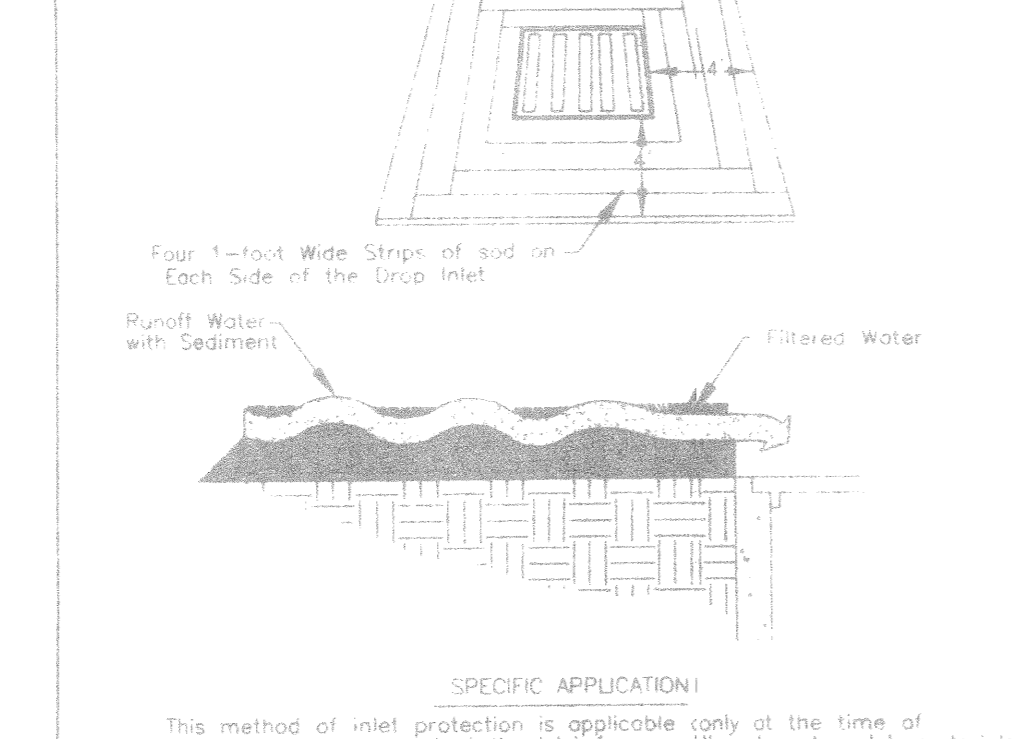 4'
4'
Four 1-foot Wide Strips of sod on
Each Side of the Drop Inlet
Runoff Water
with Sediment
Filtered Water
SPECIFIC APPLICATION
This method of inlet protection is applicable only at the time of